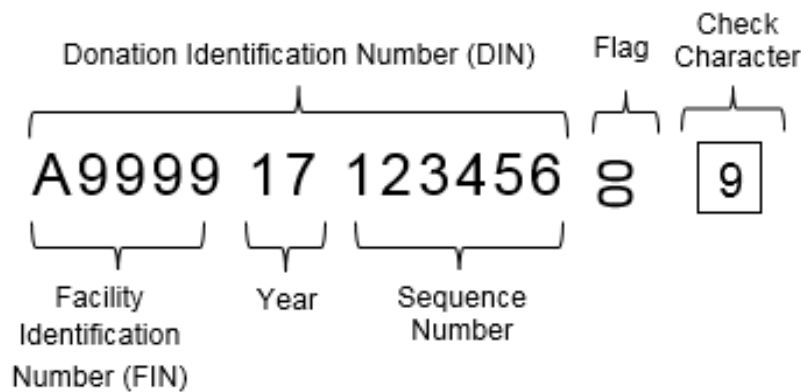 Donation Identification Number (DIN)
Flag
Check
Character
A9999 17 123456 00 9
Facility
Identification
Number (FIN)
Year
Sequence
Number